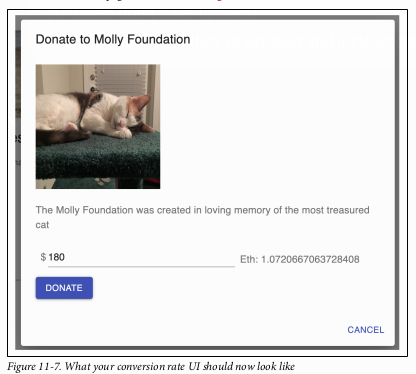 Donate to Molly Foundation
The Molly Foundation was created in loving memory of the most treasured
cat
$ 180
Eth: 1.0720667063728408
DONATE
CANCEL
Figure 11-7. What your conversion rate UI should now look like